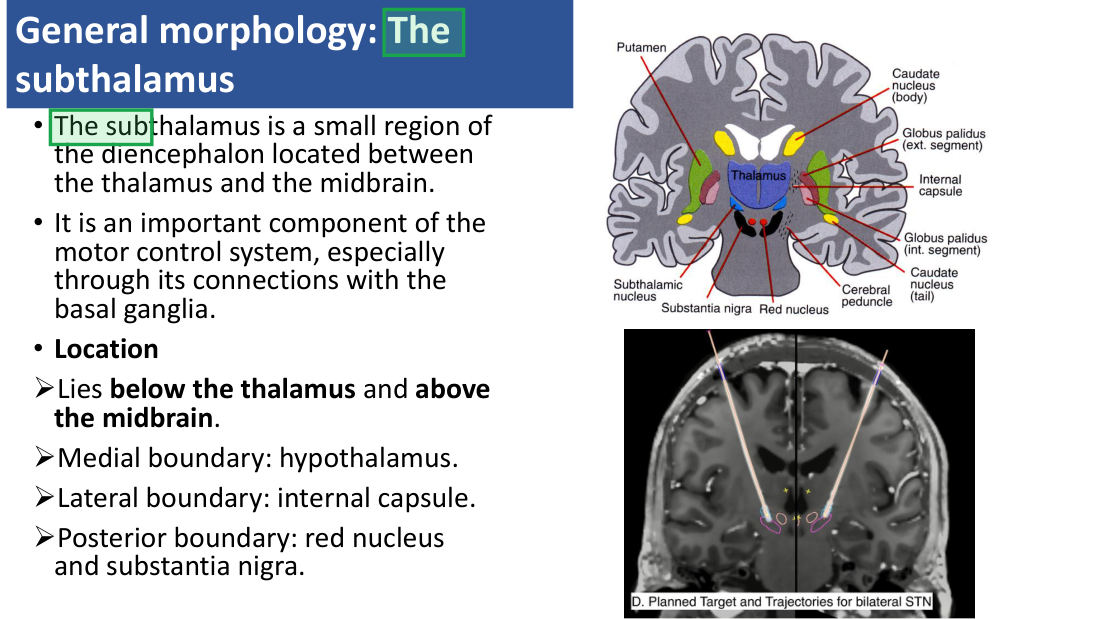 General morphology: The
subthalamus
• The subthalamus is a small region of
the diencephalon located between
the thalamus and the midbrain.
• It is an important component of the
motor control system, especially
through its connections with the
basal ganglia.
• Location
➢Lies below the thalamus and above
the midbrain.
➢Medial boundary: hypothalamus.
➢Lateral boundary: internal capsule.
➢Posterior boundary: red nucleus
and substantia nigra.
Putamen
Caudate
nucleus
(body)
Globus palidus
(ext. segment)
Thalamus
Internal
capsule
Globus palidus
(int. segment)
Caudate
nucleus
(tail)
Subthalamic
nucleus
Cerebral
peduncle
Substantia nigra
Red nucleus
D. Planned Target and Trajectories for bilateral STN